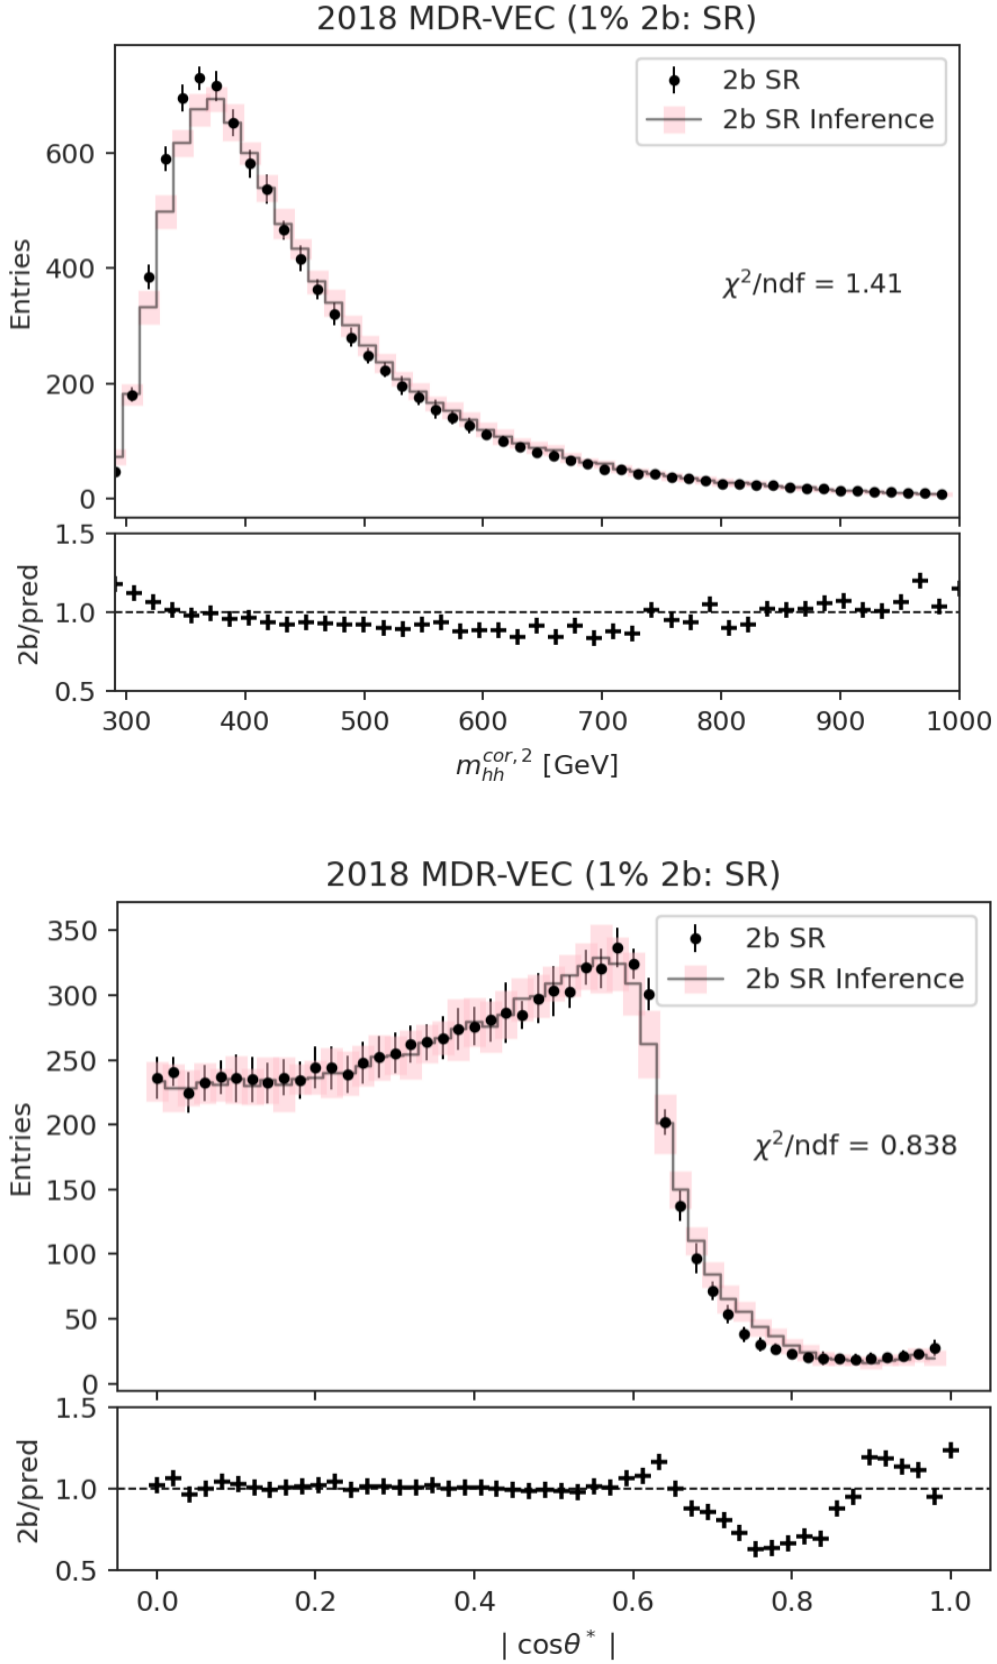 2018 MDR-VEC (1% 2b: SR)
2b SR
2b SR Inference
Entries
600
400
200
0
χ²/ndf = 1.41
2b/pred
1.5
1.0
0.5
300 400 500 600 700 800 900 1000
m_{hh}^{cor, 2} [GeV]
2018 MDR-VEC (1% 2b: SR)
2b SR
2b SR Inference
Entries
350
300
250
200
150
100
50
0
χ²/ndf = 0.838
2b/pred
1.5
1.0
0.5
0.0 0.2 0.4 0.6 0.8 1.0
| cosθ* |